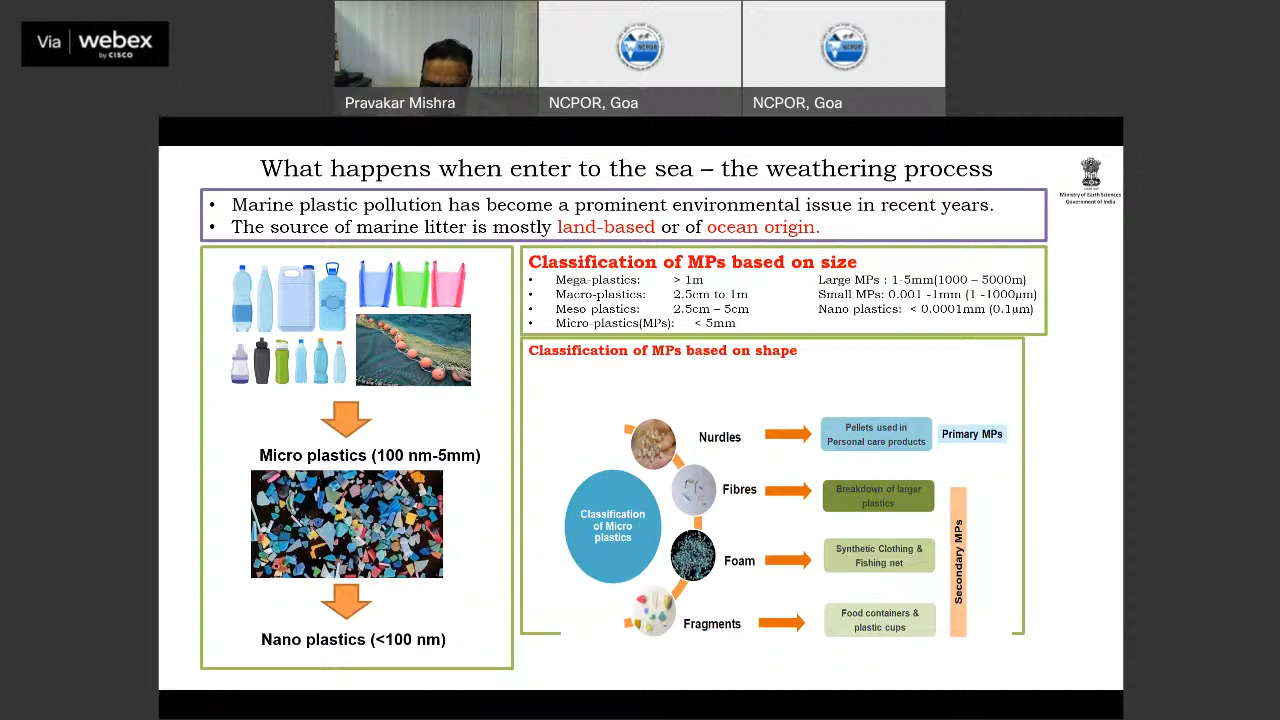 Via webex
by CISCO
Pravakar Mishra
NCPOR, Goa
NCPOR, Goa
NCPOR
NCPOR
What happens when enter to the sea – the weathering process
Ministry of Earth Sciences
Government of India
• Marine plastic pollution has become a prominent environmental issue in recent years.
• The source of marine litter is mostly land-based or of ocean origin.
Micro plastics (100 nm-5mm)
Nano plastics (<100 nm)
Classification of MPs based on size
• Mega-plastics: > 1m
• Macro-plastics: 2.5cm to 1m
• Meso plastics: 2.5cm – 5cm
• Micro-plastics(MPs): < 5mm
Large MPs : 1-5mm(1000 – 5000m)
Small MPs: 0.001 -1mm (1 -1000µm)
Nano plastics: < 0.0001mm (0.1µm)
Classification of MPs based on shape
Classification
of Micro
plastics
Nurdles
Pellets used in
Personal care products
Primary MPs
Fibres
Breakdown of larger
plastics
Foam
Synthetic Clothing &
Fishing net
Fragments
Food containers &
plastic cups
Secondary MPs